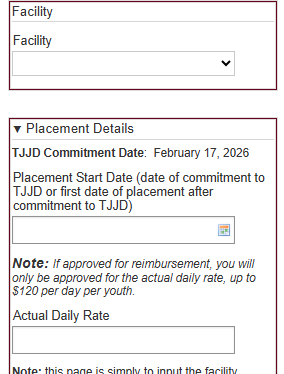 Facility
Facility
▼ Placement Details
TJJD Commitment Date: February 17, 2026
Placement Start Date (date of commitment to
TJJD or first date of placement after
commitment to TJJD)
Note: If approved for reimbursement, you will
only be approved for the actual daily rate, up to
$120 per day per youth.
Actual Daily Rate
Note: this page is simply to input the facility